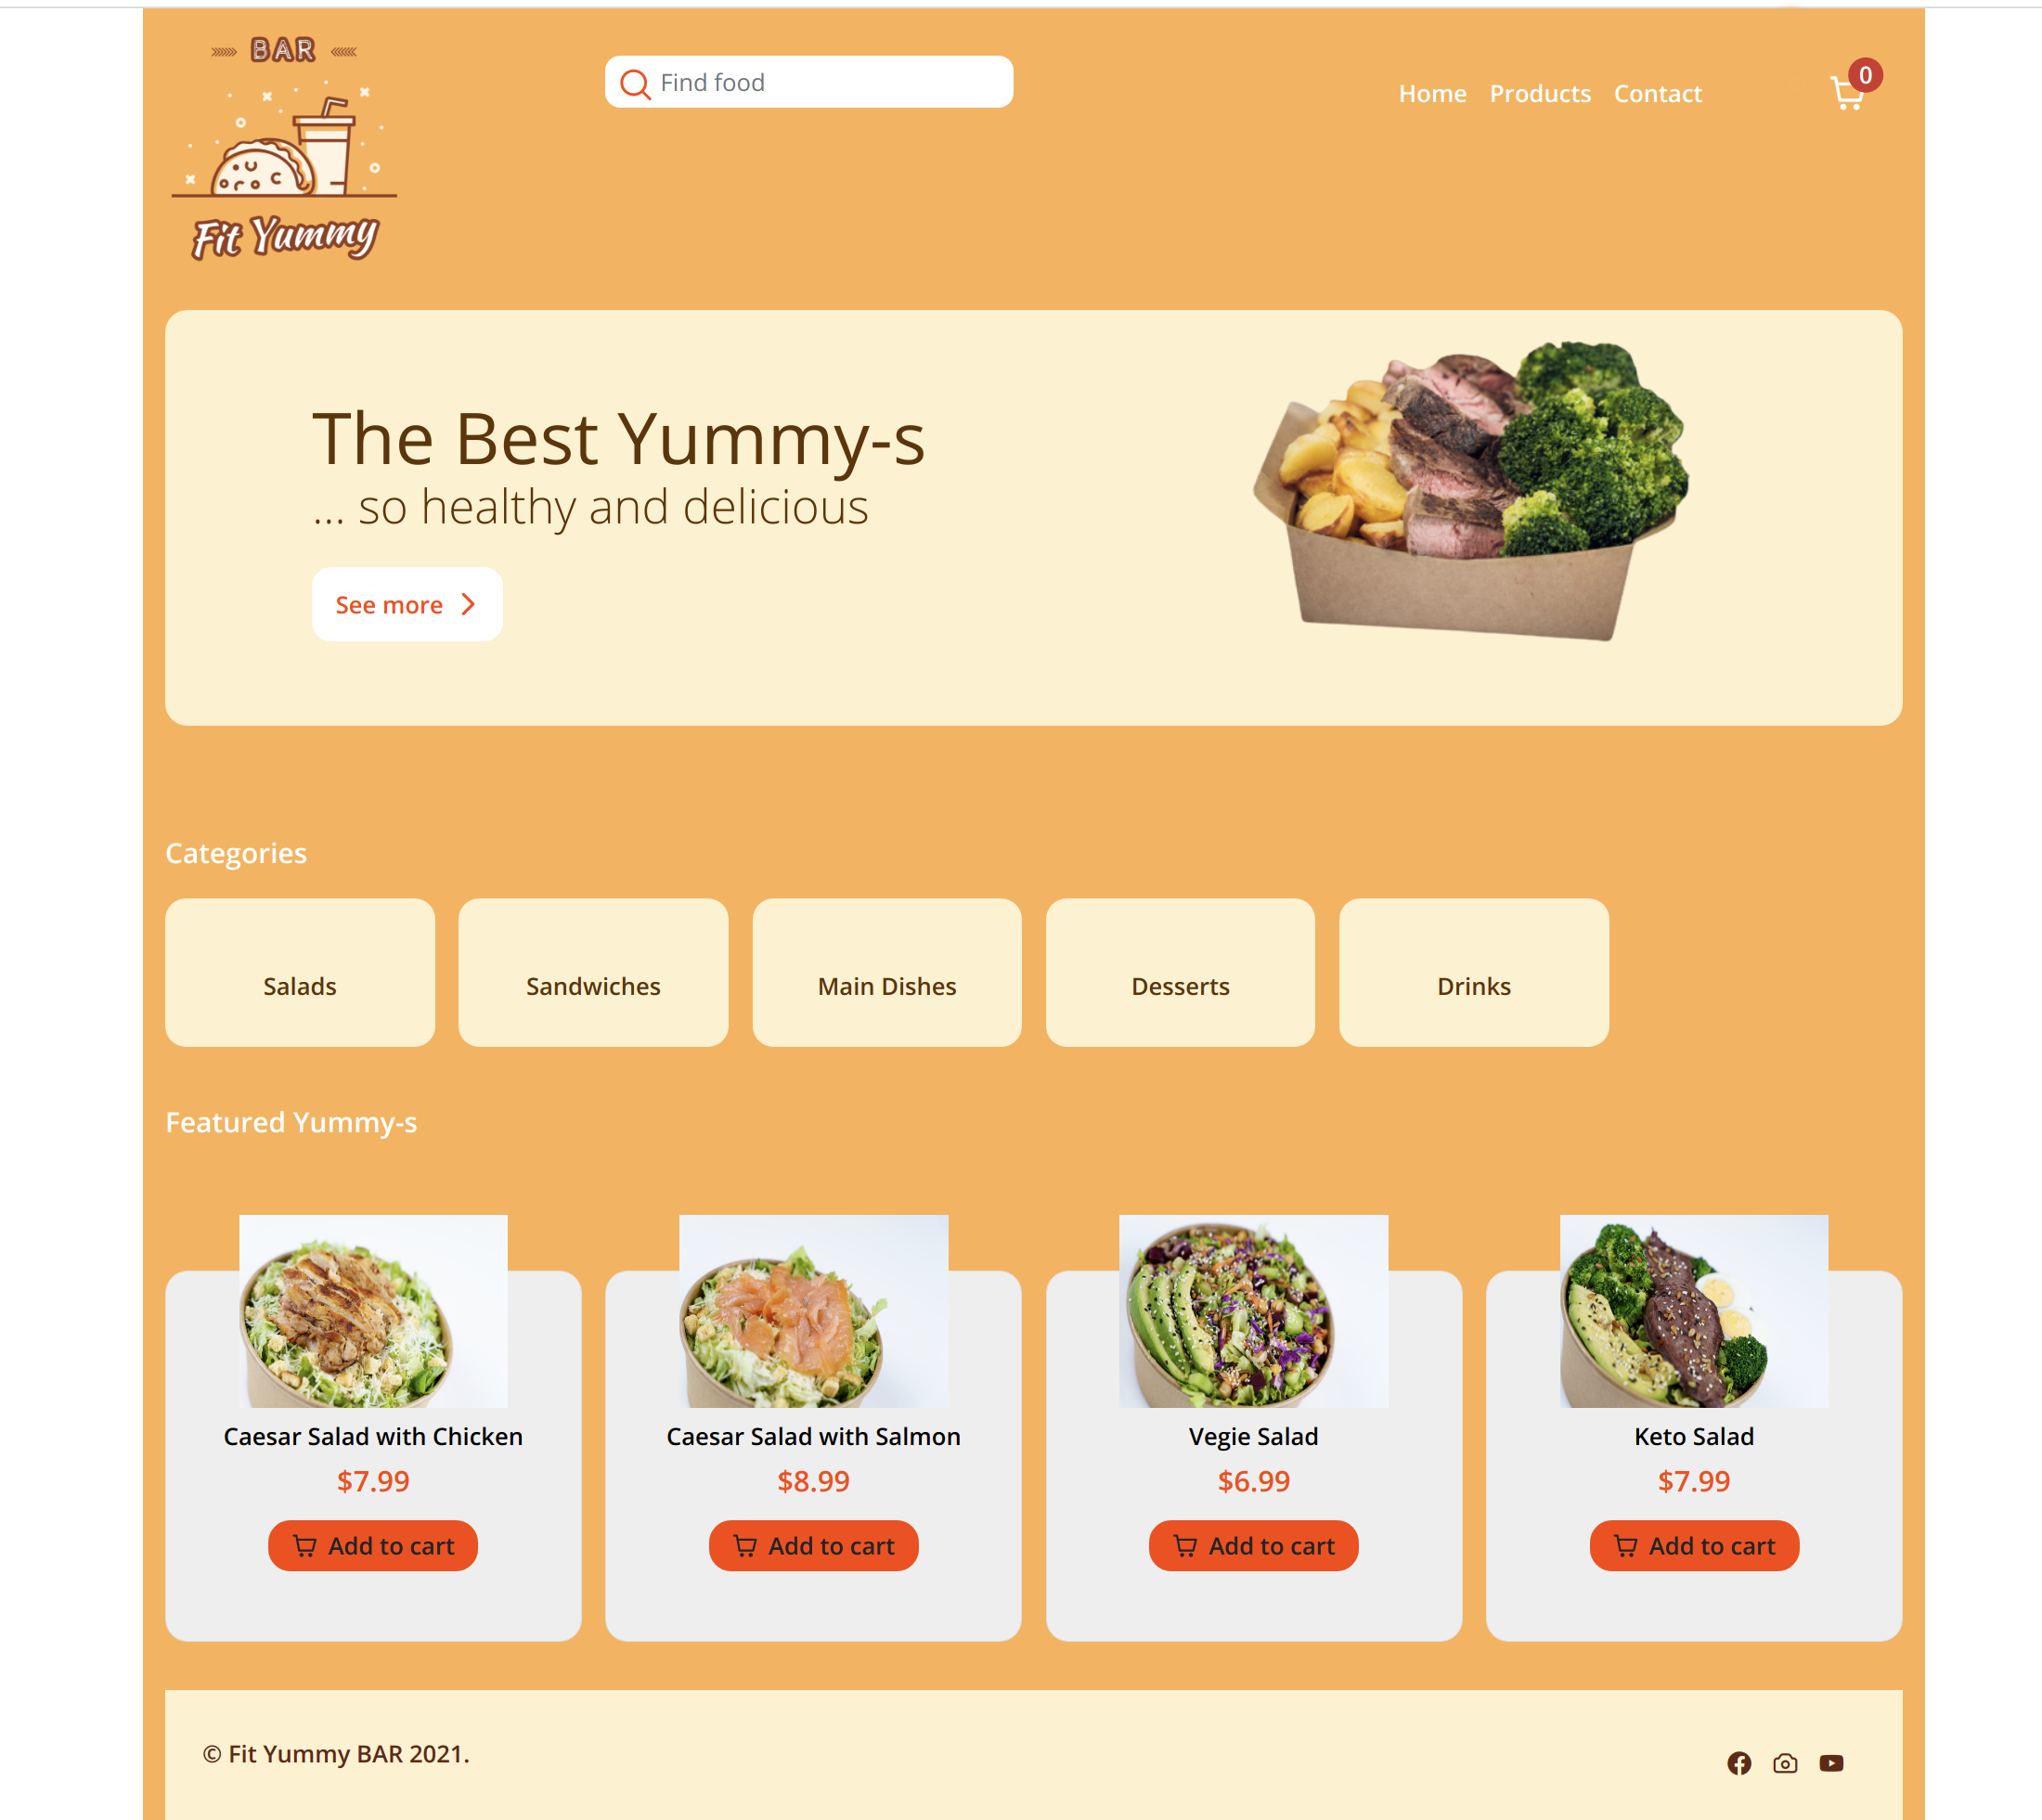 BAR
Fit Yummy
Find food
Home Products Contact
0
The Best Yummy-s
... so healthy and delicious
See more
Categories
Salads
Sandwiches
Main Dishes
Desserts
Drinks
Featured Yummy-s
Caesar Salad with Chicken
$7.99
Add to cart
Caesar Salad with Salmon
$8.99
Add to cart
Vegie Salad
$6.99
Add to cart
Keto Salad
$7.99
Add to cart
© Fit Yummy BAR 2021.